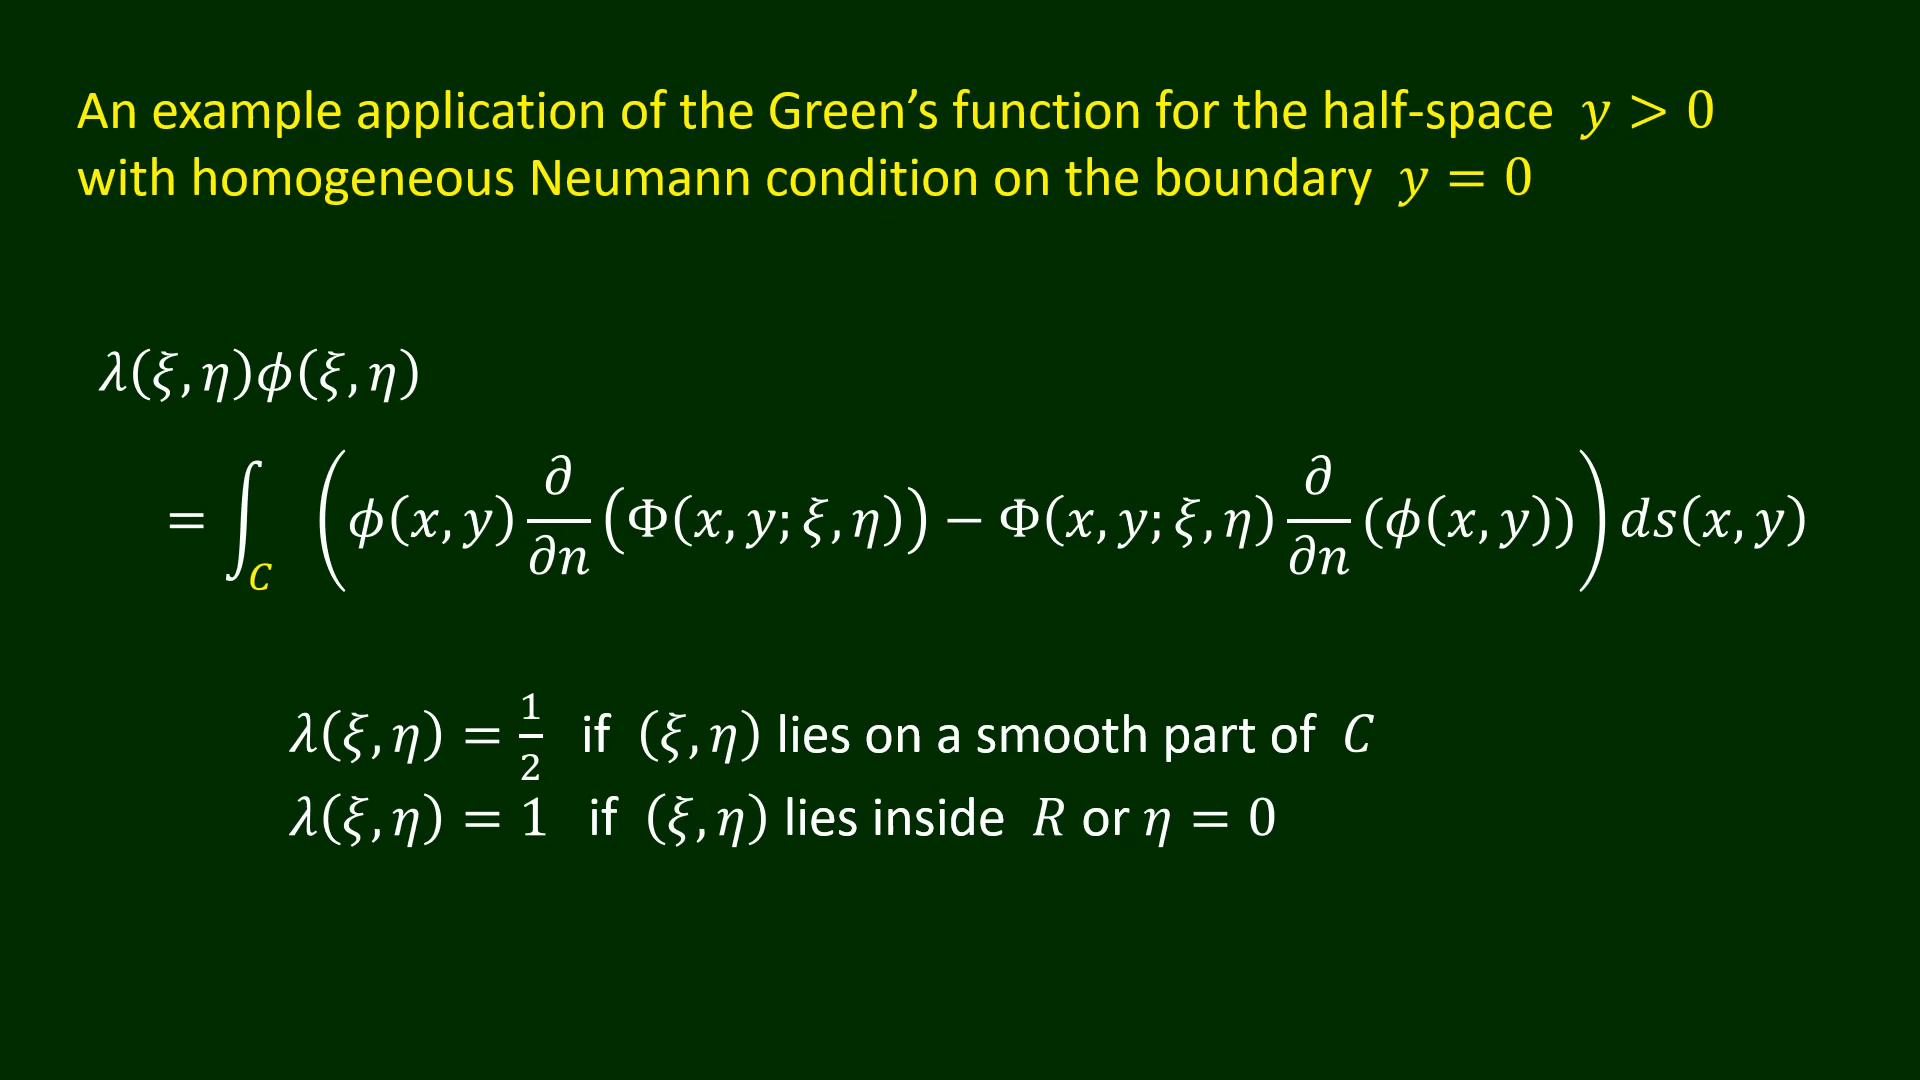 An example application of the Green’s function for the half-space y > 0
with homogeneous Neumann condition on the boundary y = 0
λ(ξ, η)ϕ(ξ, η)
= ∫_C (ϕ(x, y) ∂/∂n (Φ(x, y; ξ, η)) − Φ(x, y; ξ, η) ∂/∂n (ϕ(x, y))) ds(x, y)
λ(ξ, η) = 1/2 if (ξ, η) lies on a smooth part of C
λ(ξ, η) = 1 if (ξ, η) lies inside R or η = 0